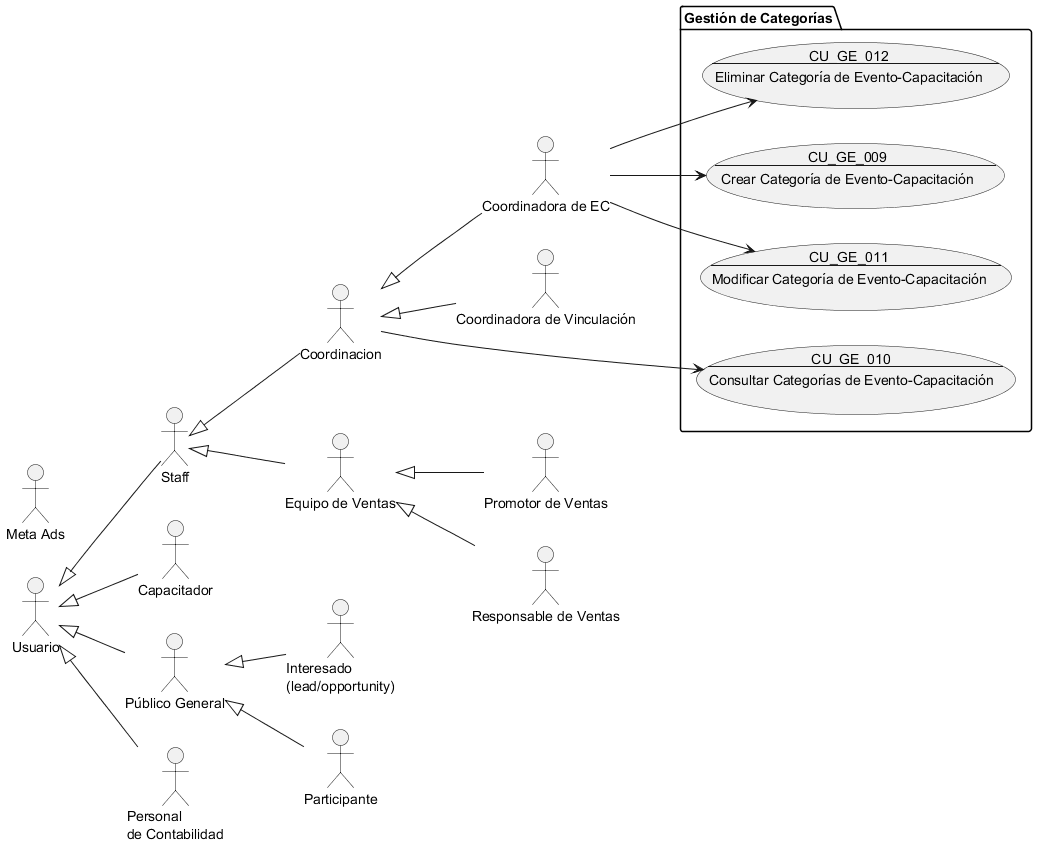 Gestión de Categorías
CU_GE_012
Eliminar Categoría de Evento-Capacitación
CU_GE_009
Crear Categoría de Evento-Capacitación
CU_GE_011
Modificar Categoría de Evento-Capacitación
CU_GE_010
Consultar Categorías de Evento-Capacitación
Coordinadora de EC
Coordinadora de Vinculación
Coordinacion
Staff
Equipo de Ventas
Promotor de Ventas
Meta Ads
Capacitador
Responsable de Ventas
Usuario
Interesado
(lead/opportunity)
Público General
Participante
Personal
de Contabilidad